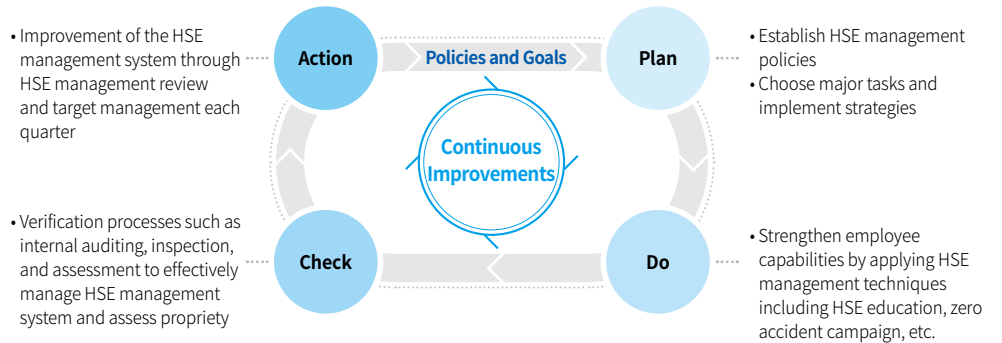 • Improvement of the HSE
management system through
HSE management review
and target management each
quarter
Action
Policies and Goals
Plan
• Establish HSE management
policies
• Choose major tasks and
implement strategies
Continuous
Improvements
• Verification processes such as
internal auditing, inspection,
and assessment to effectively
manage HSE management
system and assess propriety
Check
Do
• Strengthen employee
capabilities by applying HSE
management techniques
including HSE education, zero
accident campaign, etc.